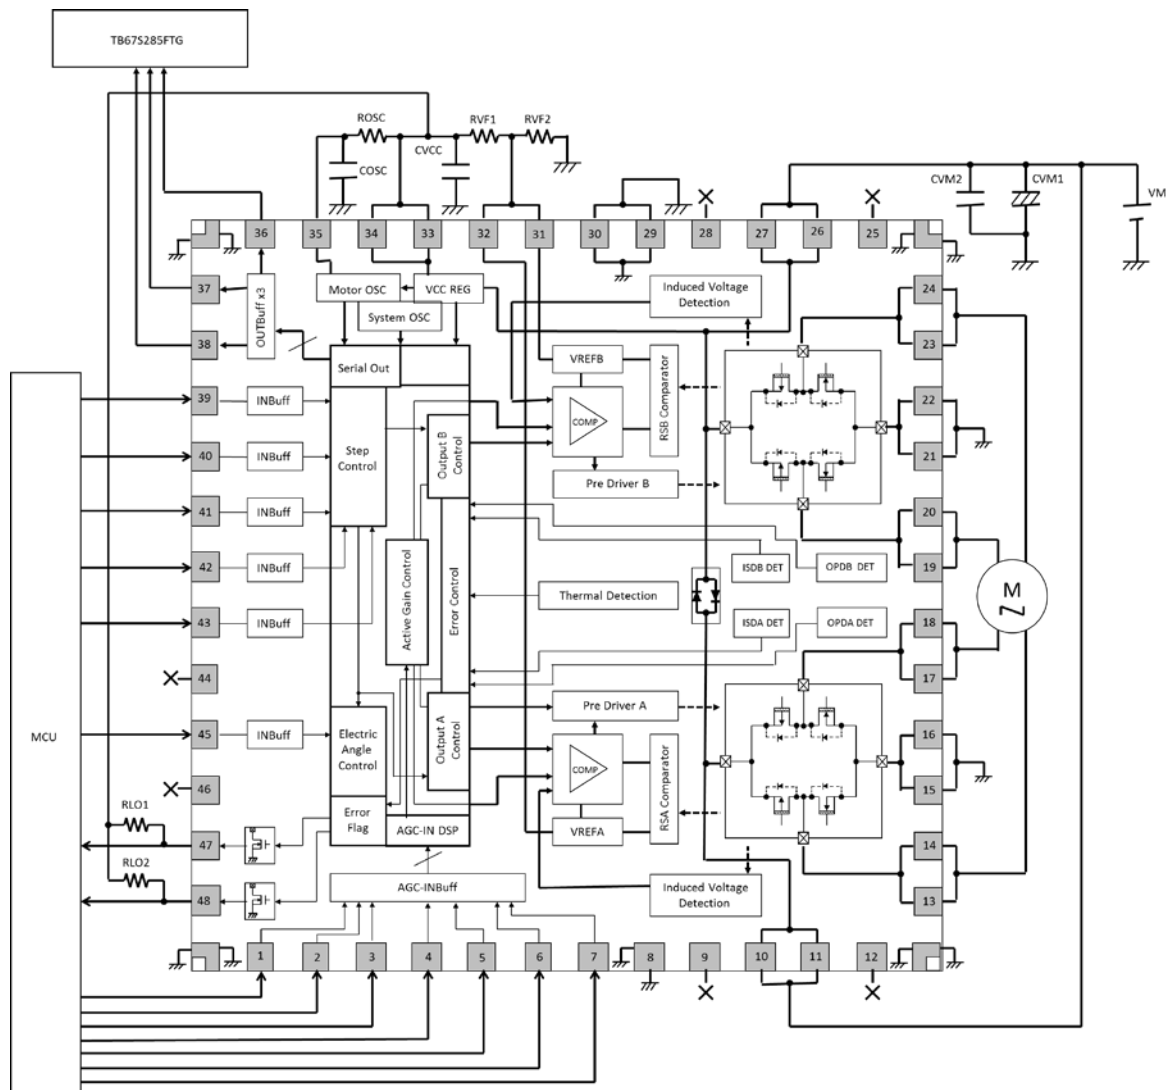 TB67S285FTG
ROSC
RVF1
RVF2
CVCC
COSC
CVM2
CVM1
VM
36
35
34
33
32
31
30
29
28
27
26
25
37
38
OUTBuff x3
Motor OSC
VCC REG
System OSC
Induced Voltage
Detection
24
23
Serial Out
VREFB
RSB Comparator
39
INBuff
COMP
22
Step
Control
Output B
Control
40
INBuff
21
Pre Driver B
41
INBuff
20
42
INBuff
ISDB DET
OPDB DET
19
Active Gain Control
Error Control
Thermal Detection
M
43
INBuff
ISDA DET
OPDA DET
18
44
17
MCU
45
INBuff
Electric
Angle
Control
Output A
Control
Pre Driver A
16
COMP
RSA Comparator
46
15
RLO1
Error
Flag
AGC-IN DSP
VREFA
47
14
RLO2
48
AGC-INBuff
Induced Voltage
Detection
13
1
2
3
4
5
6
7
8
9
10
11
12